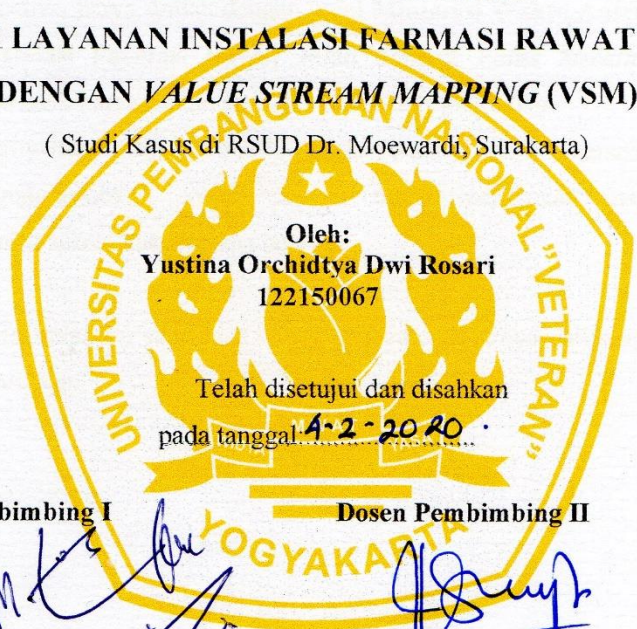 LAYANAN INSTALASI FARMASI RAWAT
DENGAN VALUE STREAM MAPPING (VSM)
( Studi Kasus di RSUD Dr. Moewardi, Surakarta)
UNIVERSITAS PEMBANGUNAN NASIONAL "VETERAN"
Oleh:
Yustina Orchidtya Dwi Rosari
122150067
Telah disetujui dan disahkan
pada tanggal 4-2-2020
bimbing I
Dosen Pembimbing II
YOGYAKARTA